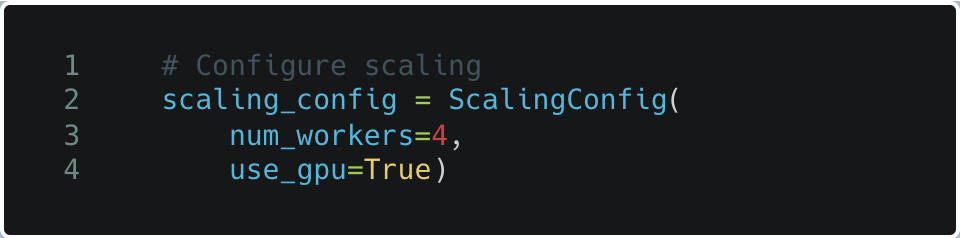 1 # Configure scaling
2 scaling_config = ScalingConfig(
3     num_workers=4,
4     use_gpu=True)